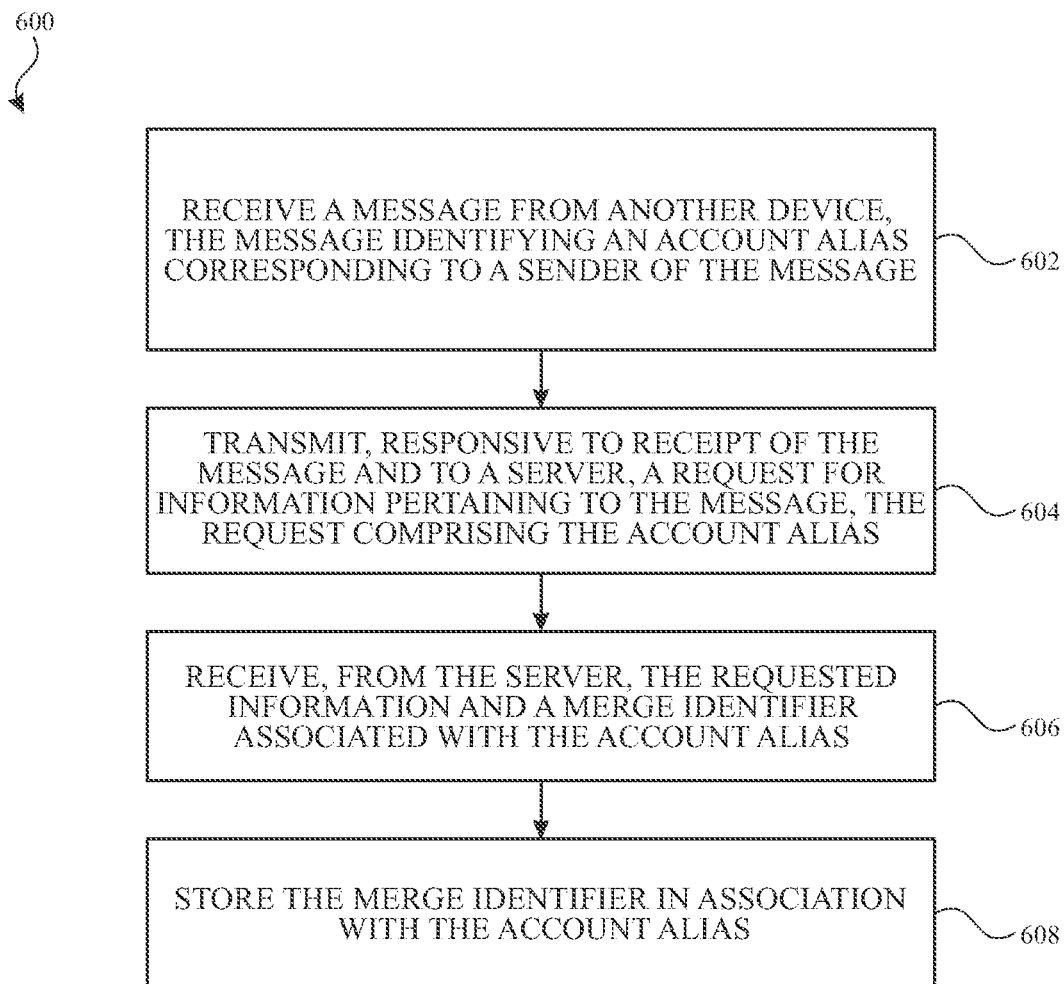 600
RECEIVE A MESSAGE FROM ANOTHER DEVICE,
THE MESSAGE IDENTIFYING AN ACCOUNT ALIAS
CORRESPONDING TO A SENDER OF THE MESSAGE
602
TRANSMIT, RESPONSIVE TO RECEIPT OF THE
MESSAGE AND TO A SERVER, A REQUEST FOR
INFORMATION PERTAINING TO THE MESSAGE, THE
REQUEST COMPRISING THE ACCOUNT ALIAS
604
RECEIVE, FROM THE SERVER, THE REQUESTED
INFORMATION AND A MERGE IDENTIFIER
ASSOCIATED WITH THE ACCOUNT ALIAS
606
STORE THE MERGE IDENTIFIER IN ASSOCIATION
WITH THE ACCOUNT ALIAS
608